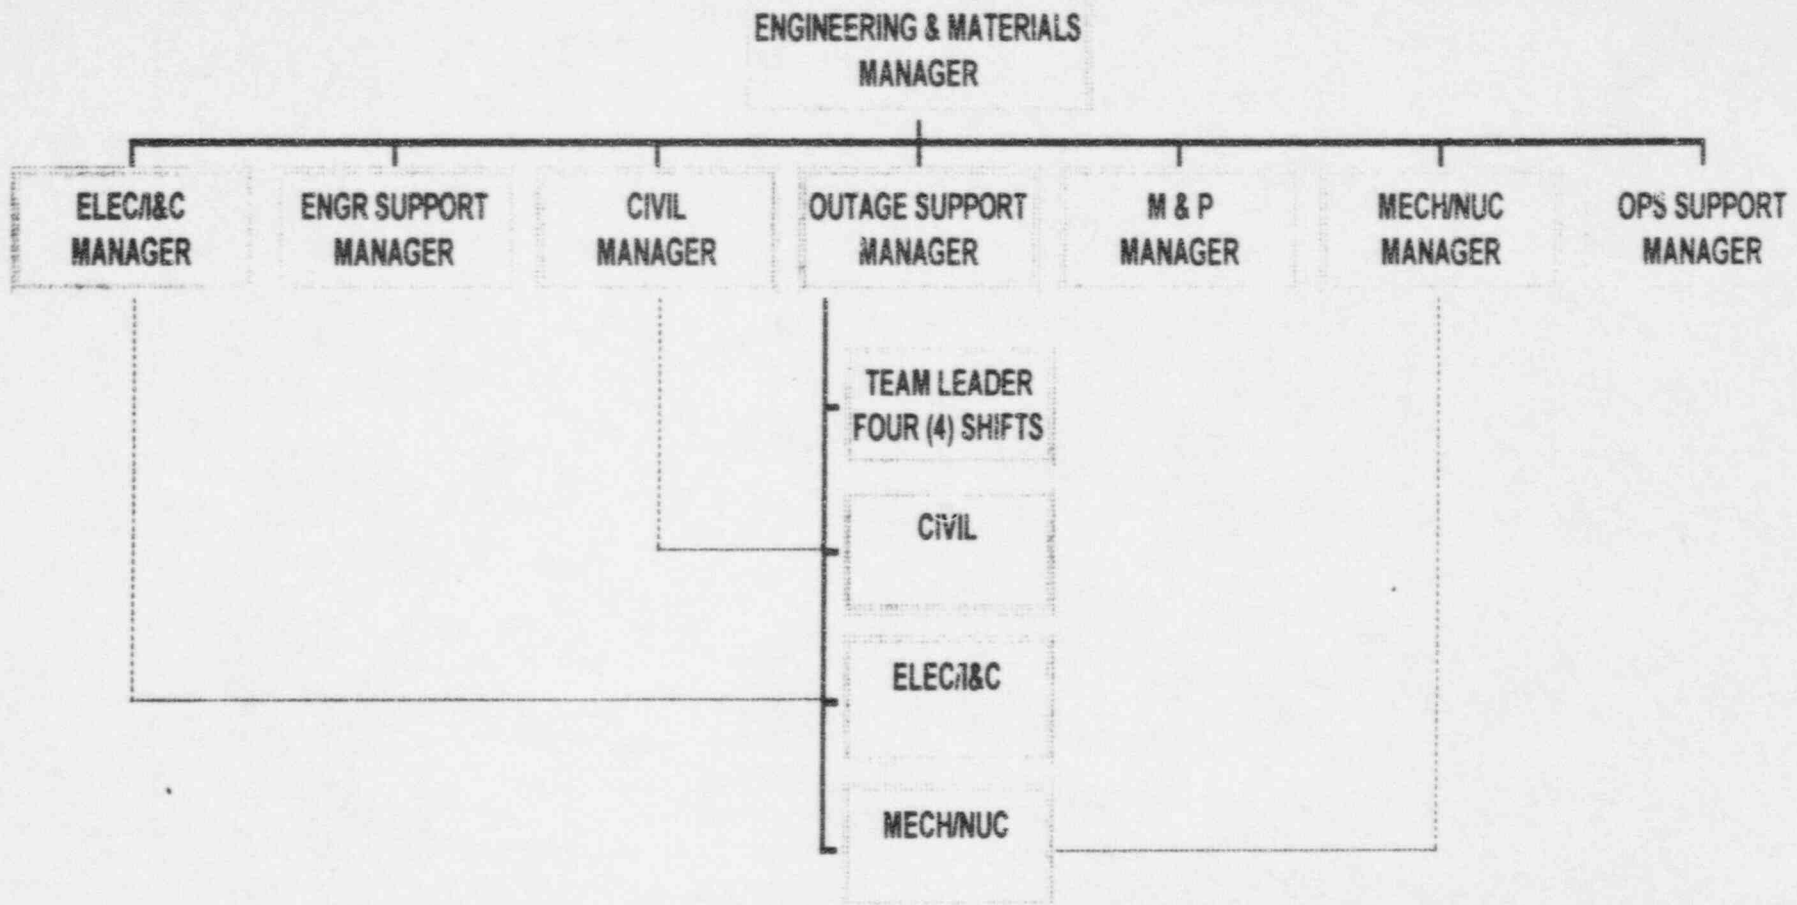 ENGINEERING & MATERIALS
MANAGER
ELEC/I&C
MANAGER
ENGR SUPPORT
MANAGER
CIVIL
MANAGER
OUTAGE SUPPORT
MANAGER
M & P
MANAGER
MECH/NUC
MANAGER
OPS SUPPORT
MANAGER
TEAM LEADER
FOUR (4) SHIFTS
CIVIL
ELEC/I&C
MECH/NUC